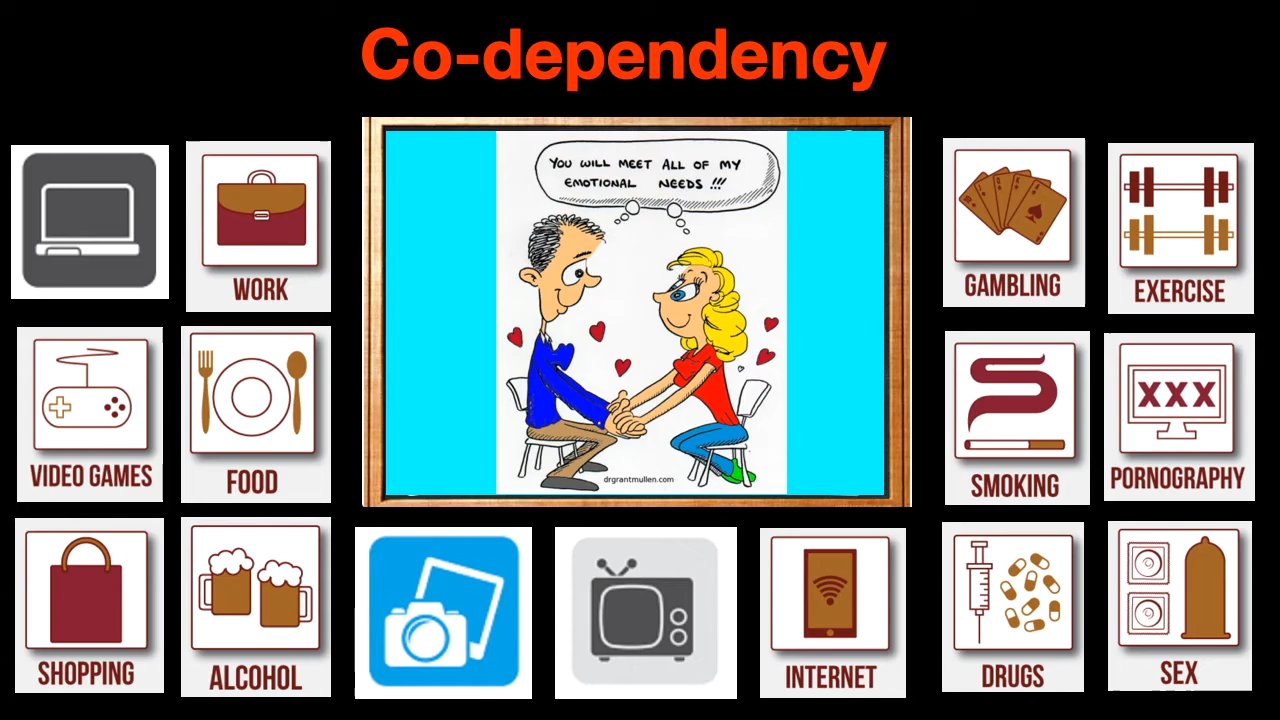 Co-dependency
YOU WILL MEET ALL OF MY
EMOTIONAL NEEDS !!!
drgrantmullen.com
WORK
GAMBLING
EXERCISE
VIDEO GAMES
FOOD
SMOKING
XXX
PORNOGRAPHY
SHOPPING
ALCOHOL
INTERNET
DRUGS
SEX